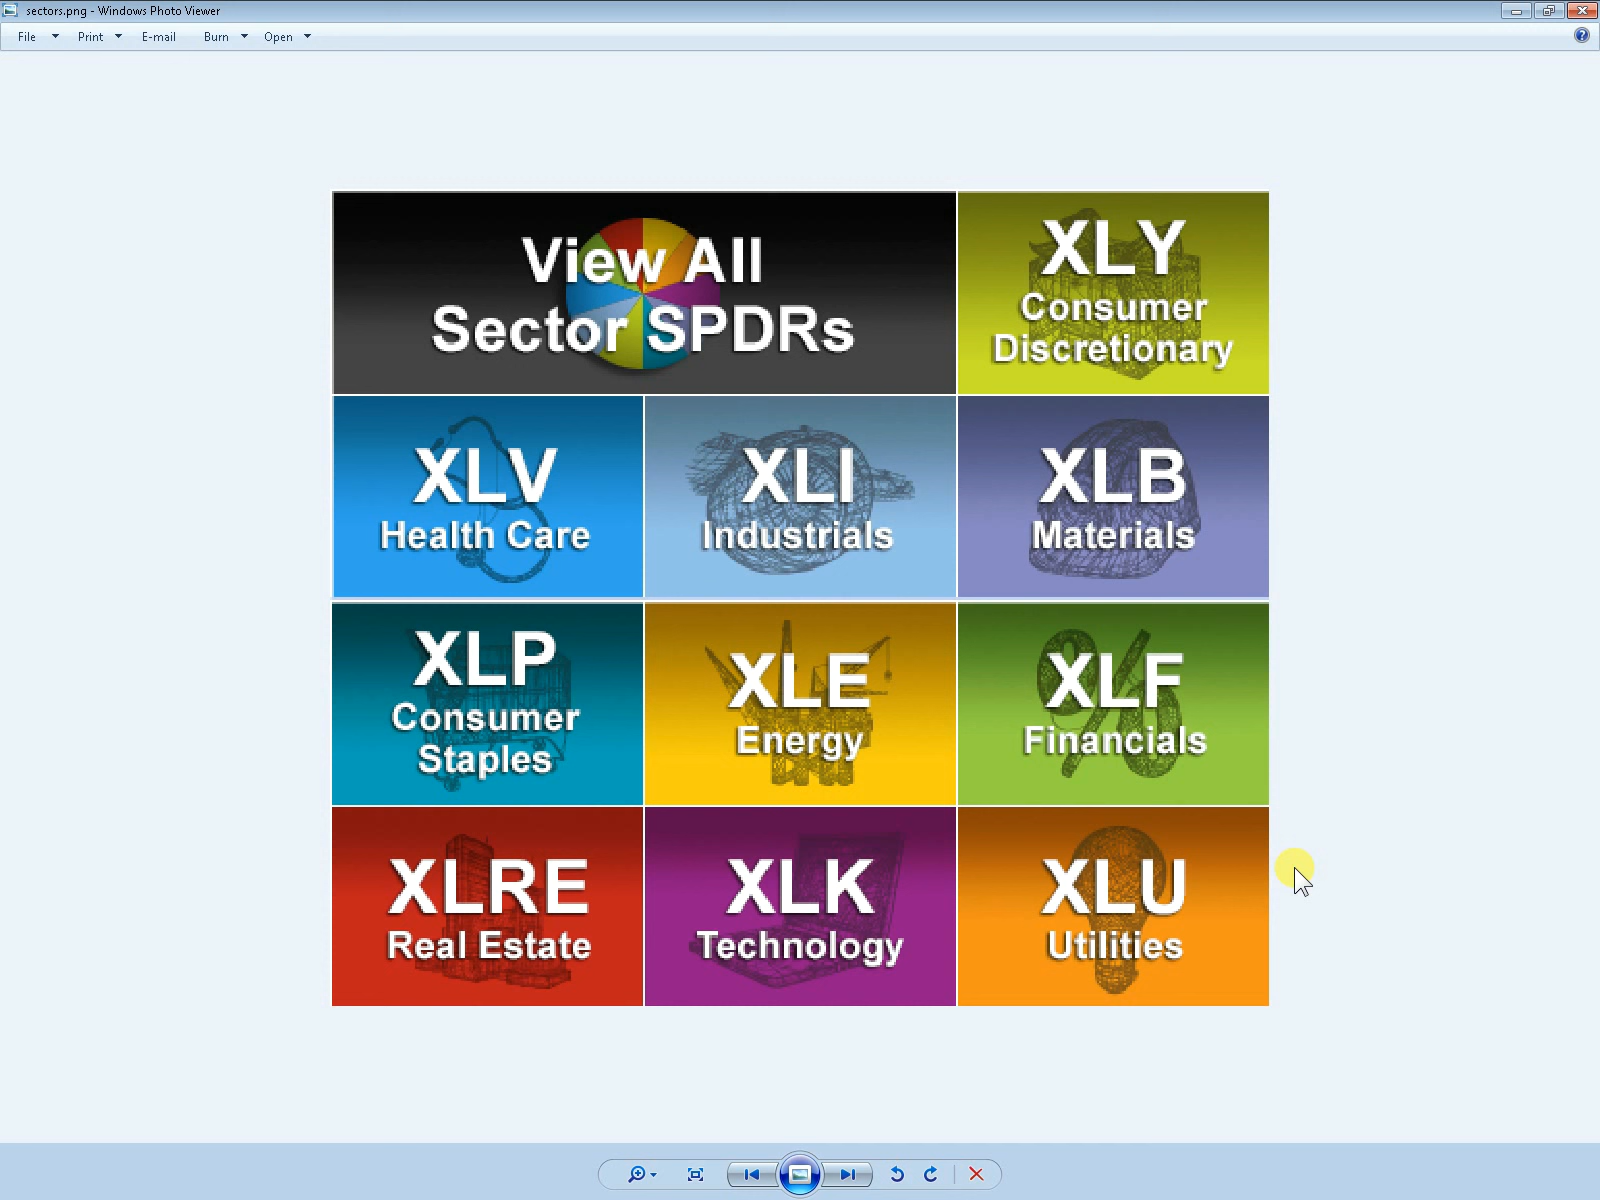 sectors.png - Windows Photo Viewer
File Print E-mail Burn Open
View All
Sector SPDRs
XLY
Consumer
Discretionary
XLV
Health Care
XLI
Industrials
XLB
Materials
XLP
Consumer
Staples
XLE
Energy
XLF
Financials
XLRE
Real Estate
XLK
Technology
XLU
Utilities